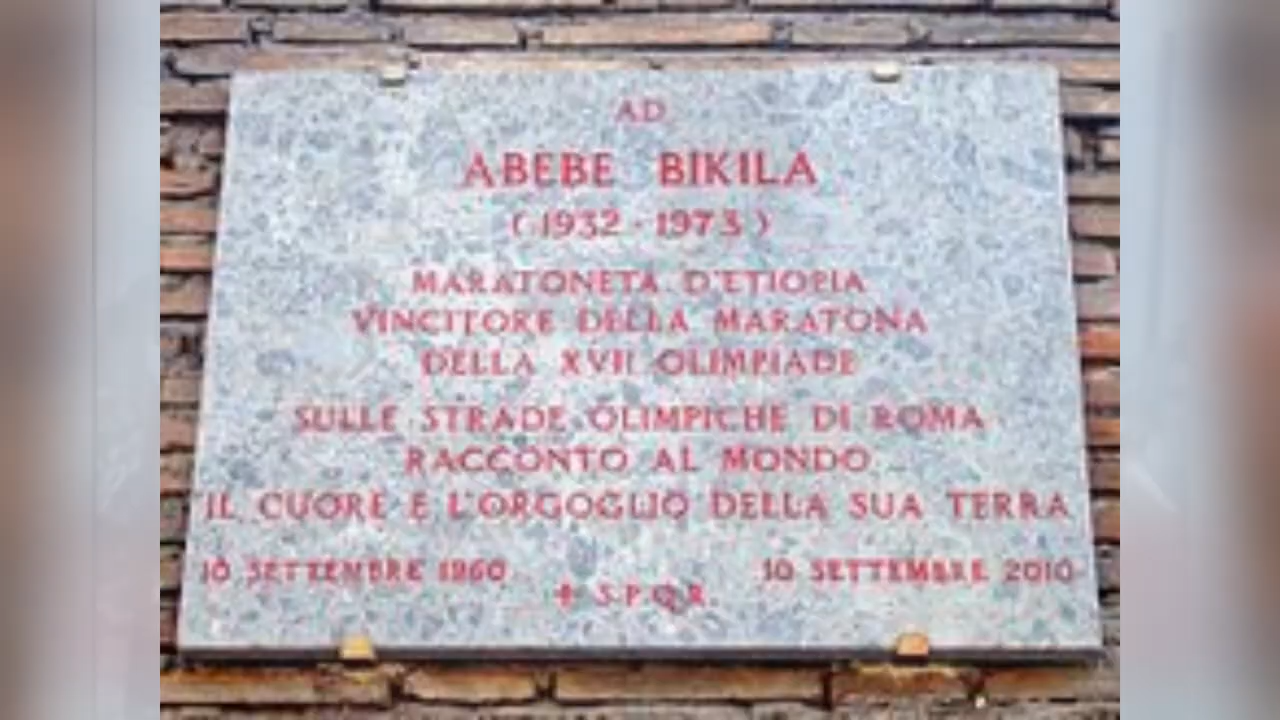 AD
ABEBE BIKILA
(1932 - 1973)
MARATONETA D'ETIOPIA
VINCITORE DELLA MARATONA
DELLA XVII OLIMPIADE
SULLE STRADE OLIMPICHE DI ROMA
RACCONTO AL MONDO
IL CUORE E L'ORGOGLIO DELLA SUA TERRA
10 SETTEMBRE 1960 10 SETTEMBRE 2010
S.P.Q.R.